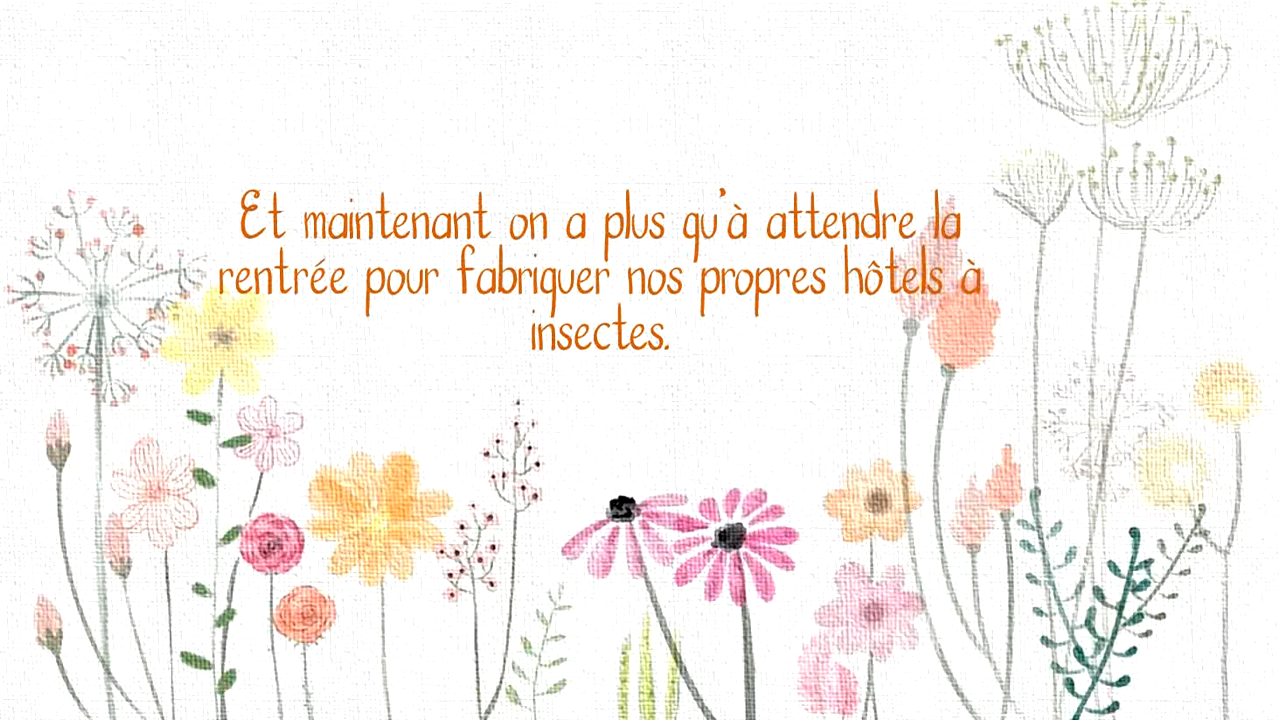 Et maintenant on a plus qu'à attendre la
rentrée pour fabriquer nos propres hôtels à
insectes.